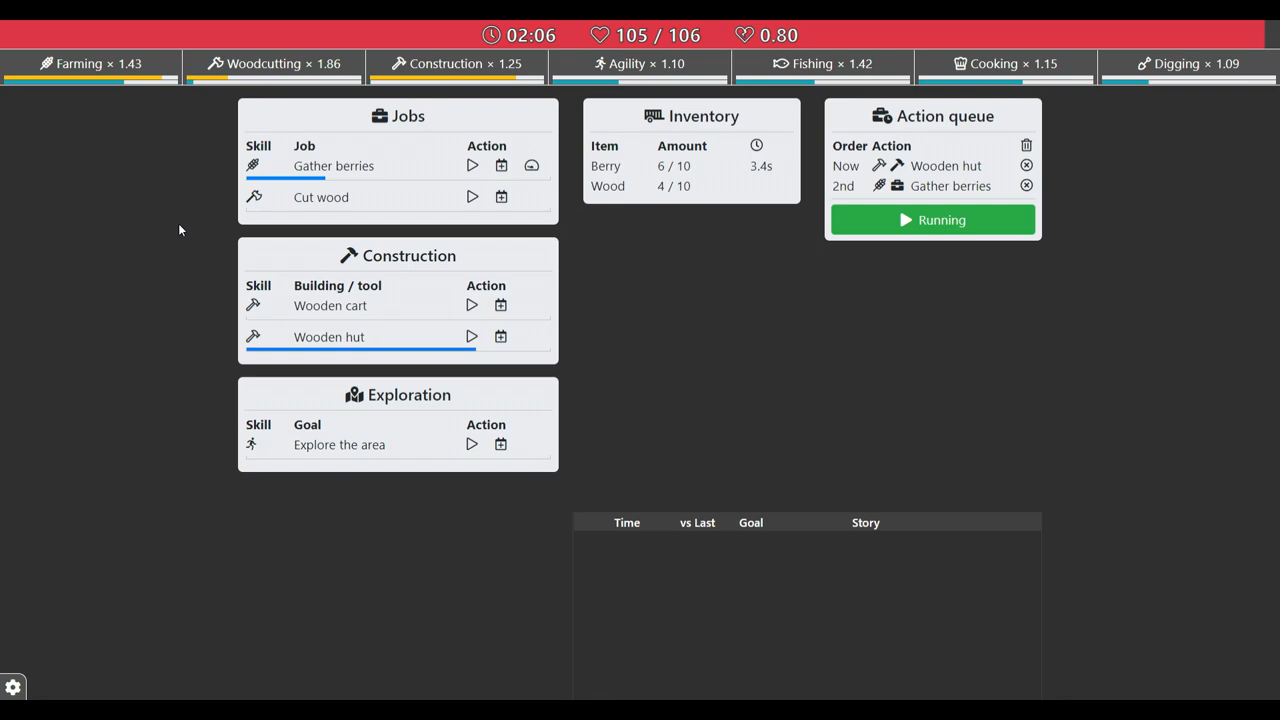 02:06 105 / 106 0.80
Farming × 1.43 Woodcutting × 1.86 Construction × 1.25 Agility × 1.10 Fishing × 1.42 Cooking × 1.15 Digging × 1.09
Jobs
Skill Job Action
Gather berries
Cut wood
Construction
Skill Building / tool Action
Wooden cart
Wooden hut
Exploration
Skill Goal Action
Explore the area
Inventory
Item Amount
Berry 6 / 10 3.4s
Wood 4 / 10
Action queue
Order Action
Now Wooden hut
2nd Gather berries
Running
Time vs Last Goal Story